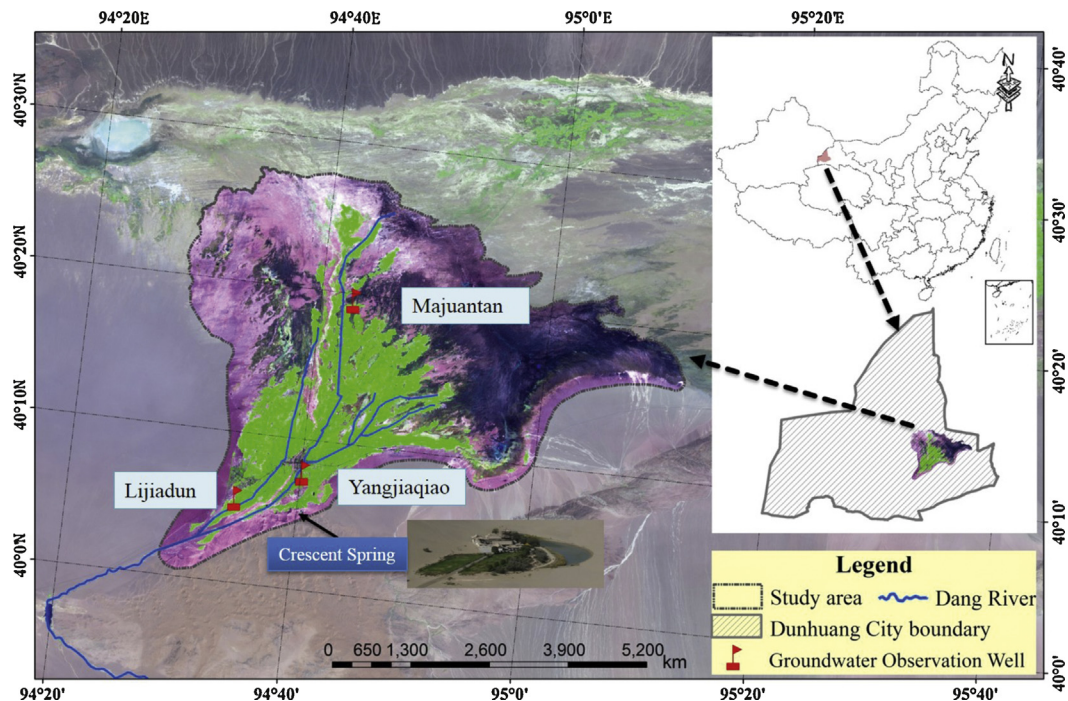 94°20' 94°40' 95°0' 95°20'
40°30'N
40°20'N
40°10'N
40°0'N
40°40'
40°30'
40°20'
40°10'
40°0'
N
Majuantan
Lijiadun
Yangjiaqiao
Crescent Spring
0 650 1,300 2,600 3,900 5,200
km
Legend
Study area Dang River
Dunhuang City boundary
Groundwater Observation Well
94°20' 94°40' 95°0' 95°20' 95°40'